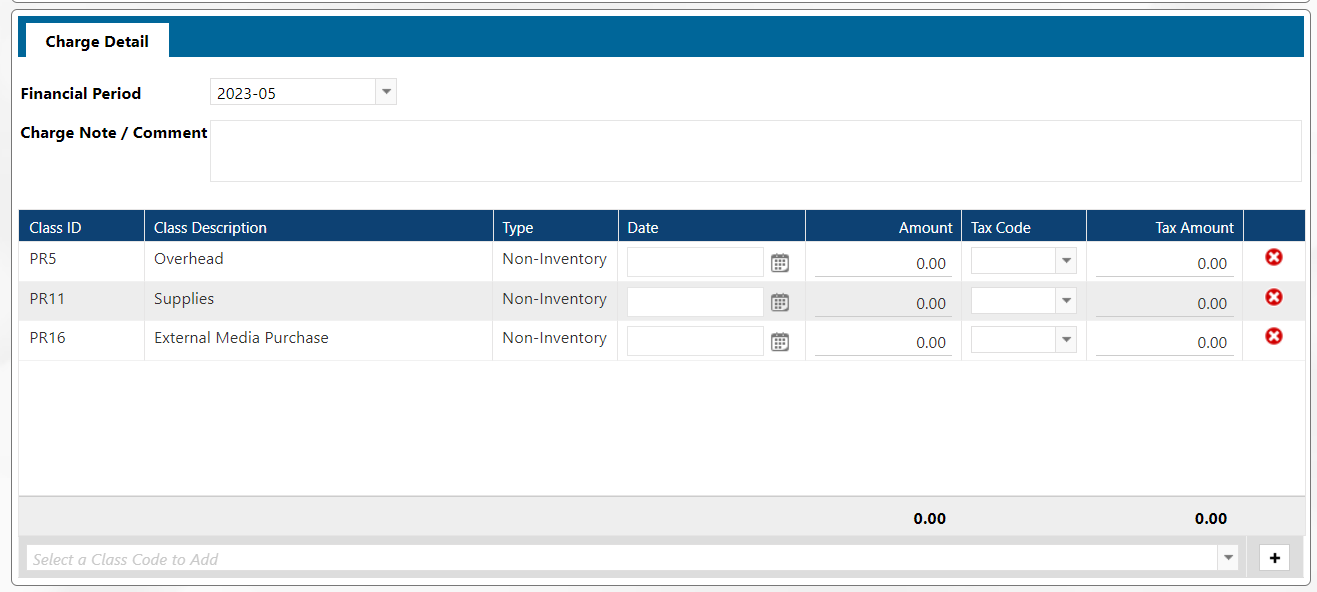 Charge Detail
Financial Period 2023-05
Charge Note / Comment
Class ID Class Description Type Date Amount Tax Code Tax Amount
PR5 Overhead Non-Inventory 0.00 0.00
PR11 Supplies Non-Inventory 0.00 0.00
PR16 External Media Purchase Non-Inventory 0.00 0.00
0.00 0.00
Select a Class Code to Add